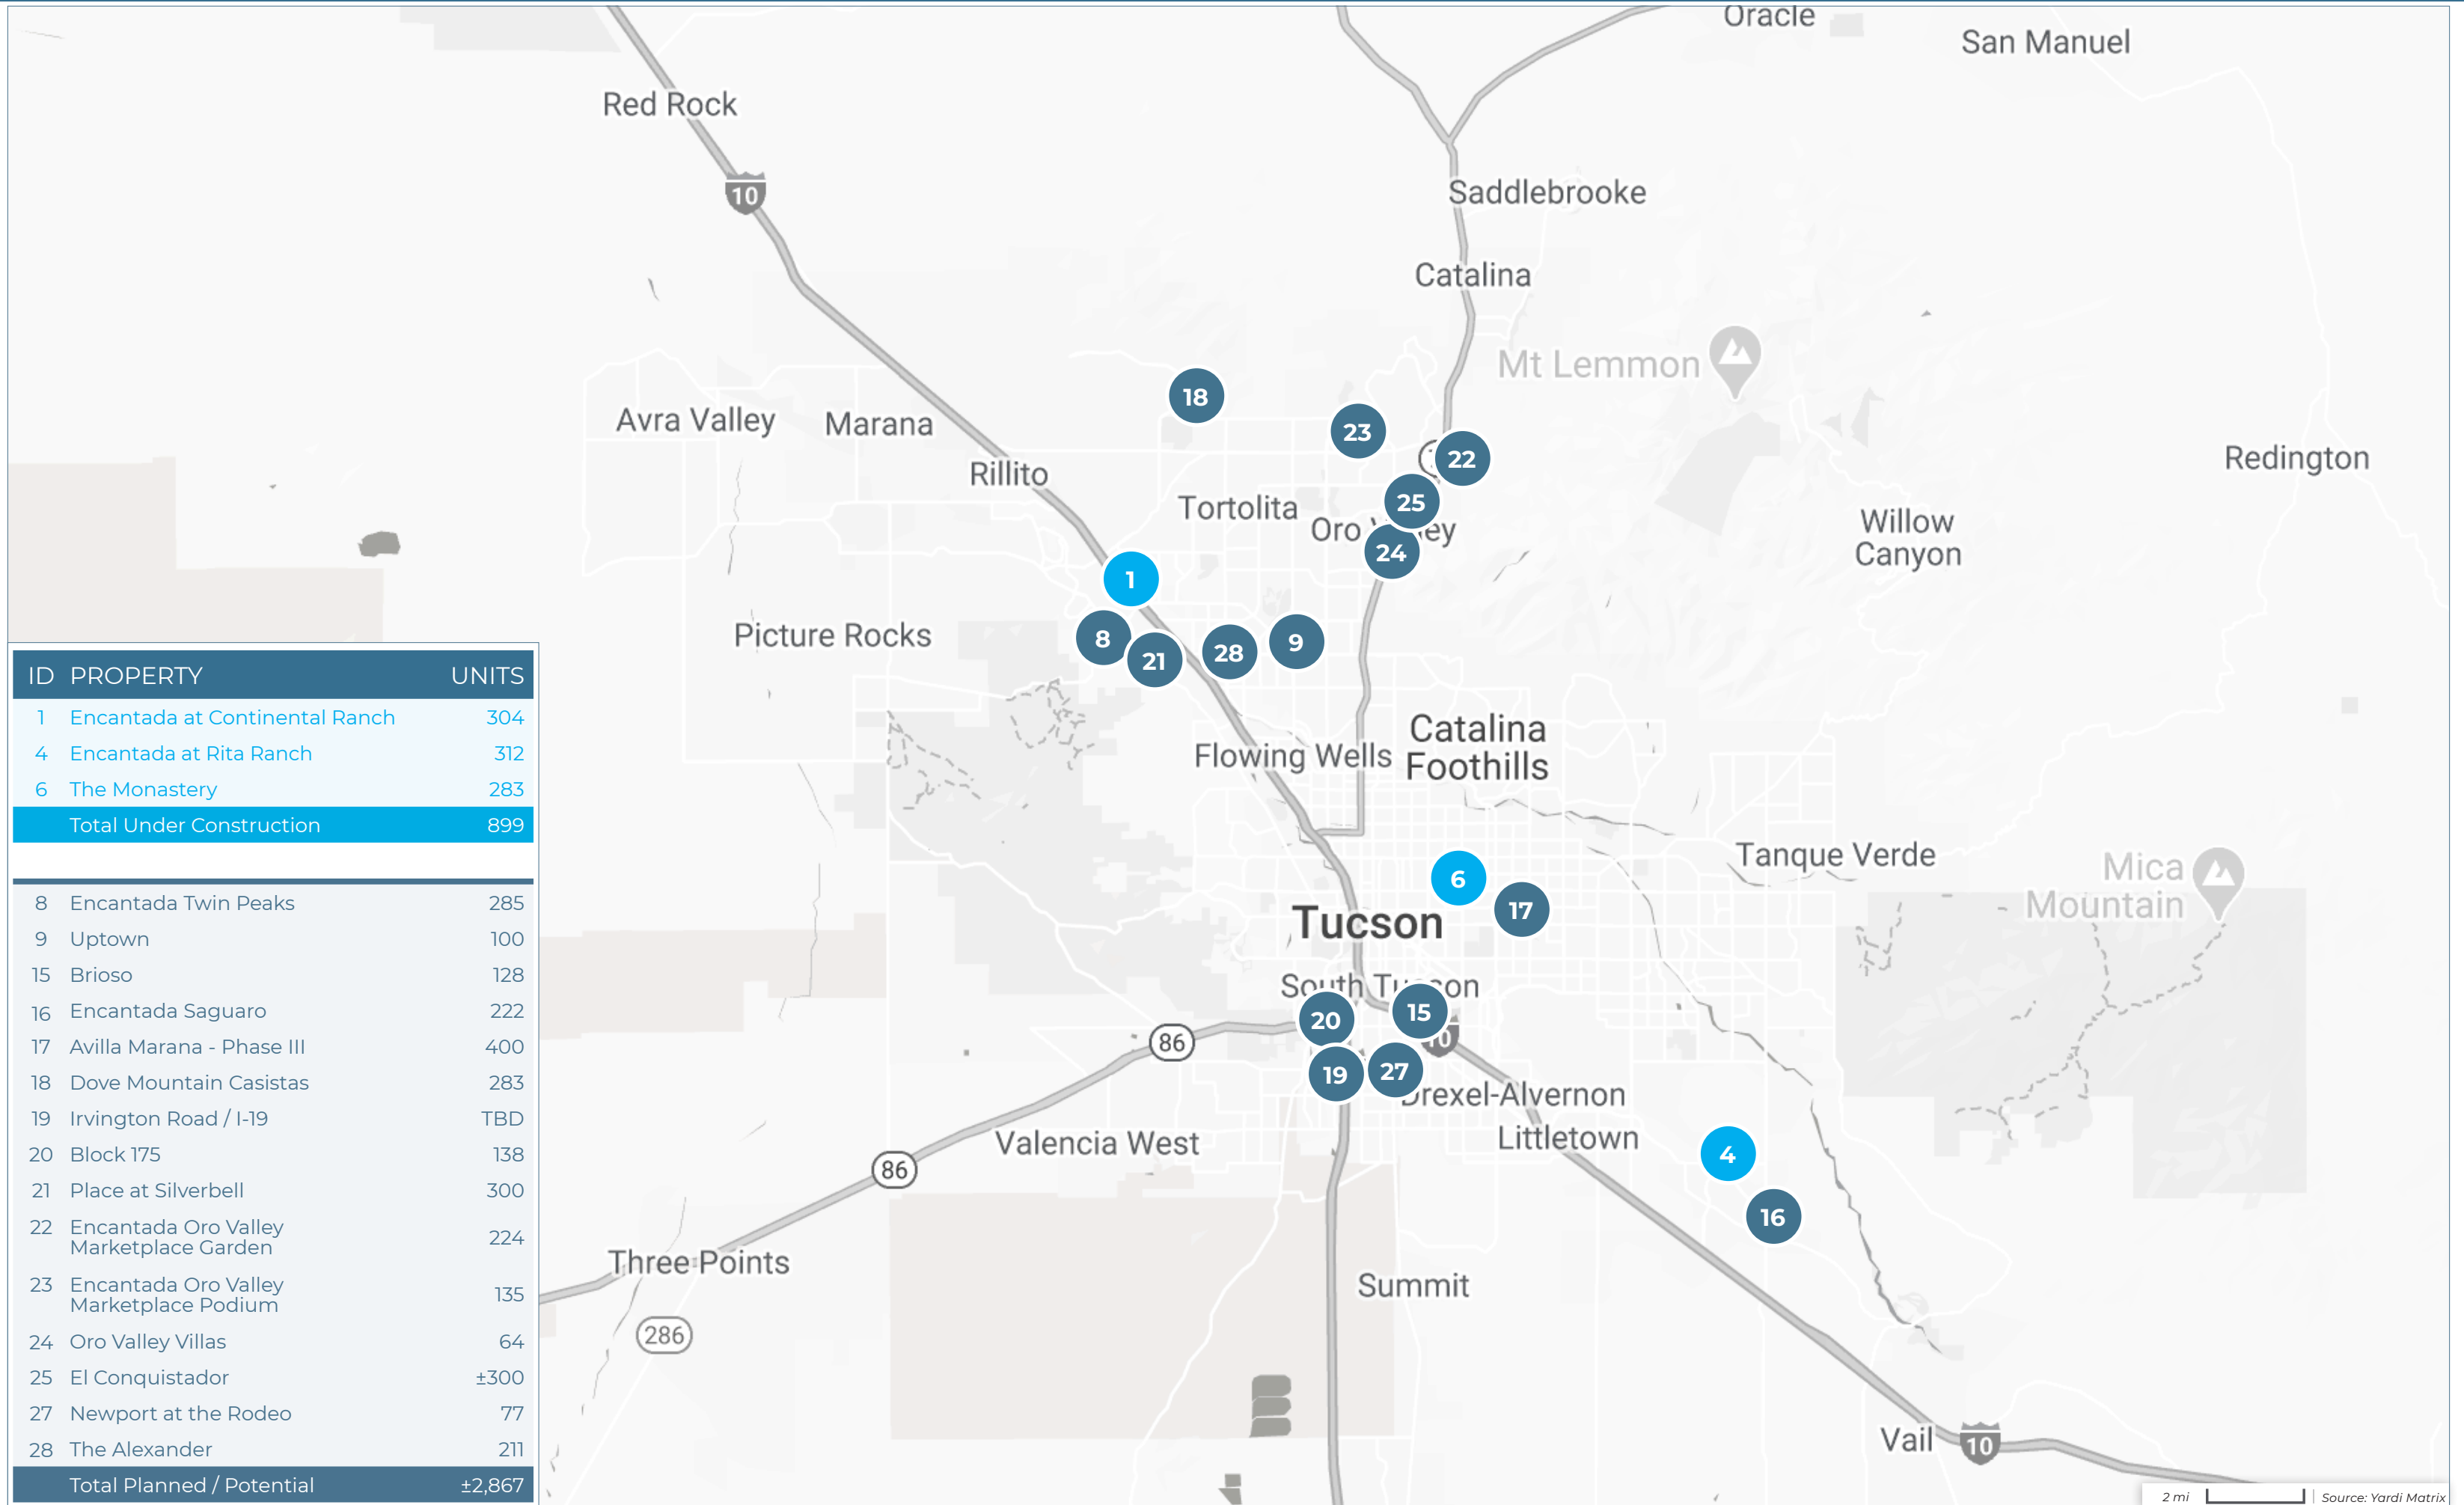 Oracle
San Manuel
Red Rock
10
Saddlebrooke
Catalina
Mt Lemmon
18
Avra Valley
Marana
23
22
Redington
Rillito
25
Tortolita
Oro Valley
Willow
Canyon
24
1
Picture Rocks
8
21
28
9
Catalina
Foothills
Flowing Wells
Tanque Verde
6
Mica
Mountain
17
Tucson
South Tucson
20
15
10
86
19
27
Drexel-Alvernon
Valencia West
Littletown
4
86
16
Three Points
Summit
286
Vail
10
ID PROPERTY UNITS
1 Encantada at Continental Ranch 304
4 Encantada at Rita Ranch 312
6 The Monastery 283
Total Under Construction 899
8 Encantada Twin Peaks 285
9 Uptown 100
15 Brioso 128
16 Encantada Saguaro 222
17 Avilla Marana - Phase III 400
18 Dove Mountain Casistas 283
19 Irvington Road / I-19 TBD
20 Block 175 138
21 Place at Silverbell 300
22 Encantada Oro Valley
Marketplace Garden 224
23 Encantada Oro Valley
Marketplace Podium 135
24 Oro Valley Villas 64
25 El Conquistador ±300
27 Newport at the Rodeo 77
28 The Alexander 211
Total Planned / Potential ±2,867
2 mi
Source: Yardi Matrix